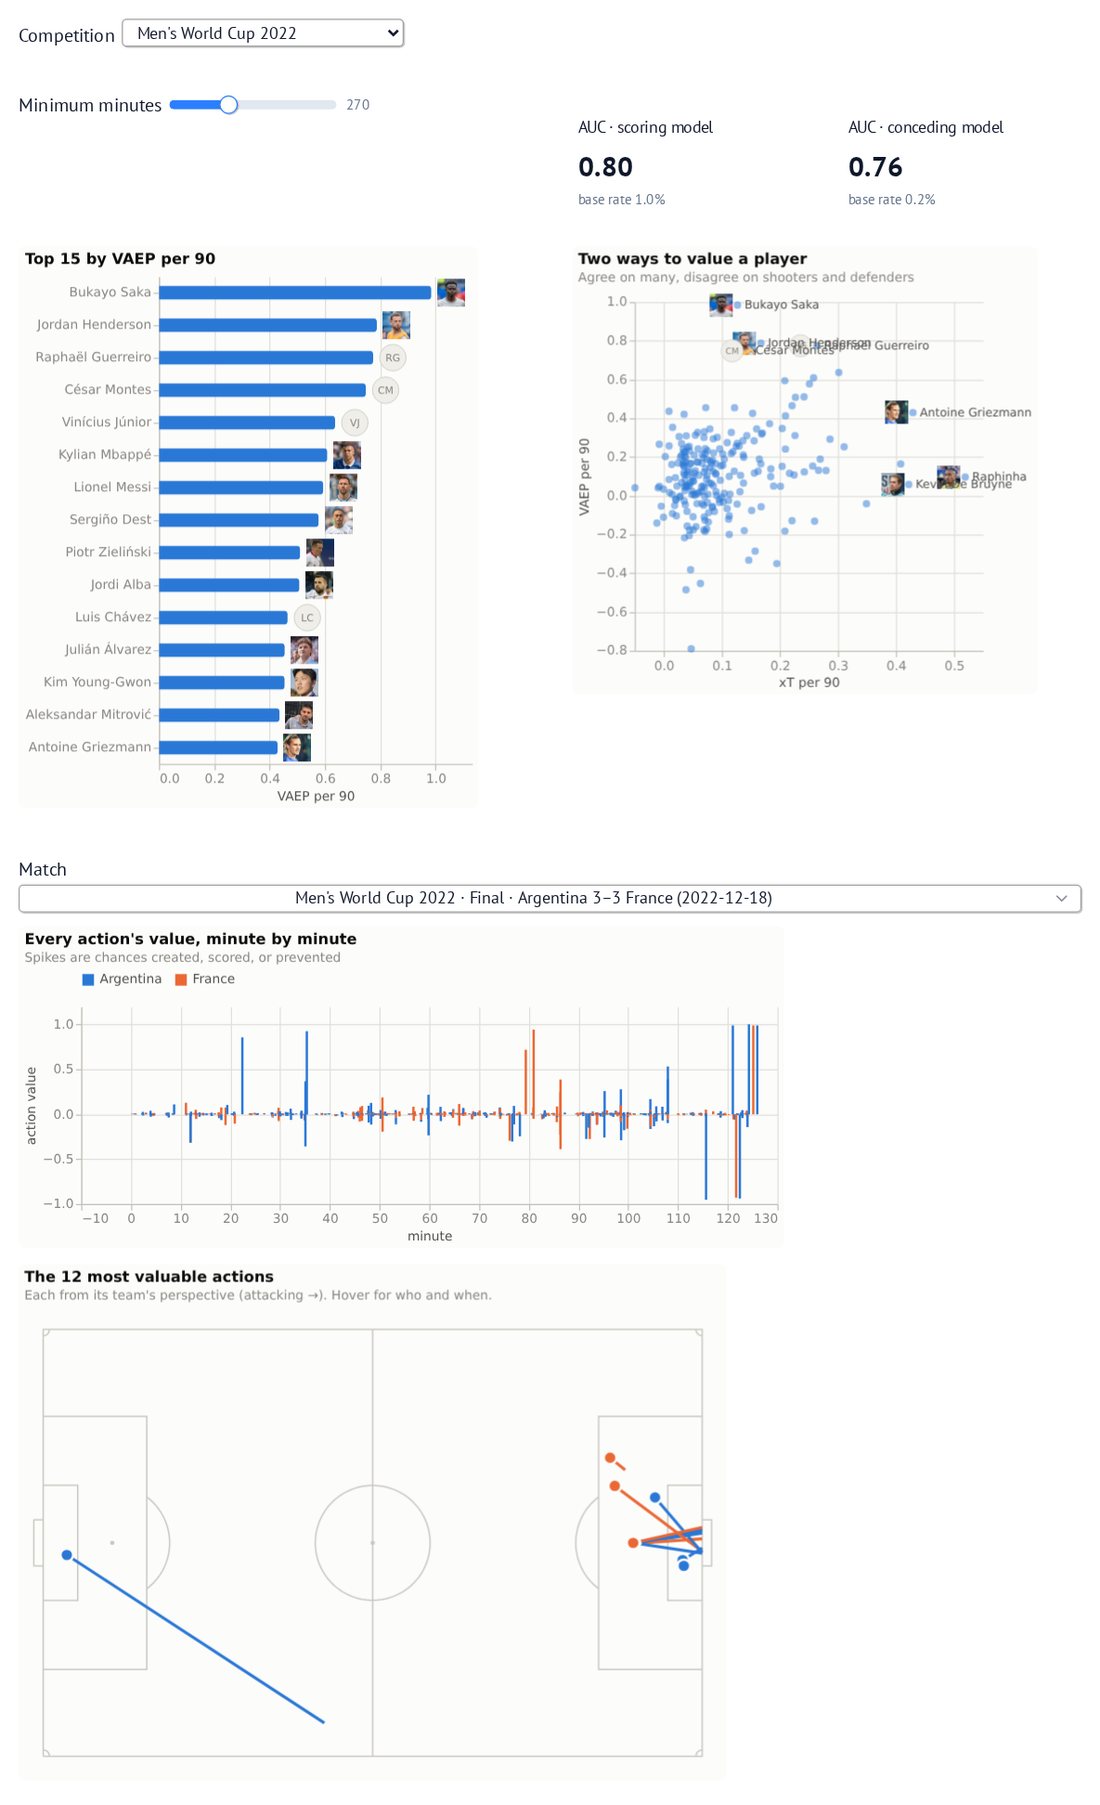 Competition
Men's World Cup 2022
Minimum minutes
270
AUC · scoring model
0.80
base rate 1.0%
AUC · conceding model
0.76
base rate 0.2%
Top 15 by VAEP per 90
Bukayo Saka
Jordan Henderson
Raphaël Guerreiro
RG
César Montes
CM
Vinícius Júnior
VJ
Kylian Mbappé
Lionel Messi
Sergiño Dest
Piotr Zieliński
Jordi Alba
Luis Chávez
LC
Julián Álvarez
Kim Young-Gwon
Aleksandar Mitrović
Antoine Griezmann
0.0 0.2 0.4 0.6 0.8 1.0
VAEP per 90
Two ways to value a player
Agree on many, disagree on shooters and defenders
1.0
0.8
0.6
0.4
0.2
0.0
−0.2
−0.4
−0.6
−0.8
VAEP per 90
Bukayo Saka
Jordan Henderson
Raphaël Guerreiro
CM
César Montes
Antoine Griezmann
Raphinha
Kevin De Bruyne
0.0 0.1 0.2 0.3 0.4 0.5
xT per 90
Match
Men's World Cup 2022 · Final · Argentina 3–3 France (2022-12-18)
Every action's value, minute by minute
Spikes are chances created, scored, or prevented
Argentina
France
1.0
0.5
0.0
−0.5
−1.0
action value
−10 0 10 20 30 40 50 60 70 80 90 100 110 120 130
minute
The 12 most valuable actions
Each from its team's perspective (attacking →). Hover for who and when.